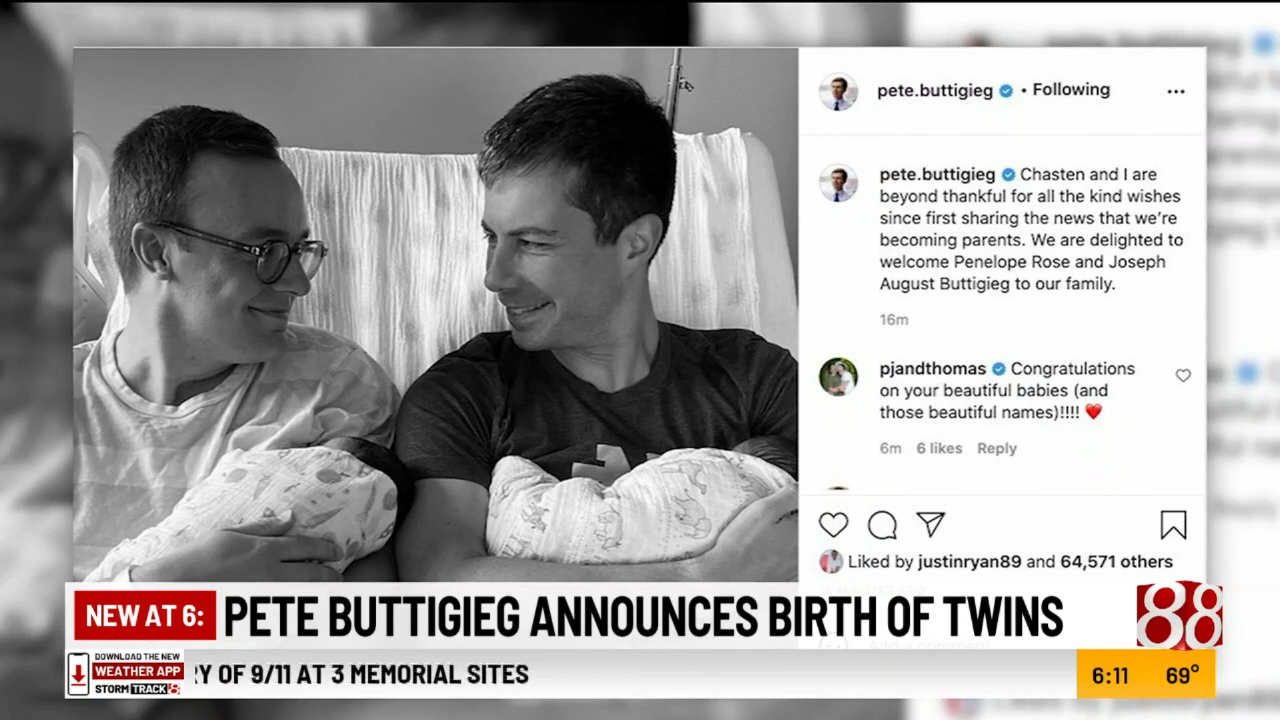 pete.buttigieg • Following
pete.buttigieg Chasten and I are
beyond thankful for all the kind wishes
since first sharing the news that we're
becoming parents. We are delighted to
welcome Penelope Rose and Joseph
August Buttigieg to our family.
16m
pjandthomas Congratulations
on your beautiful babies (and
those beautiful names)!!!! ❤️
6m 6 likes Reply
Liked by justinryan89 and 64,571 others
NEW AT 6: PETE BUTTIGIEG ANNOUNCES BIRTH OF TWINS
88
DOWNLOAD THE NEW
WEATHER APP
STORM TRACK 8
Y OF 9/11 AT 3 MEMORIAL SITES
6:11 69°